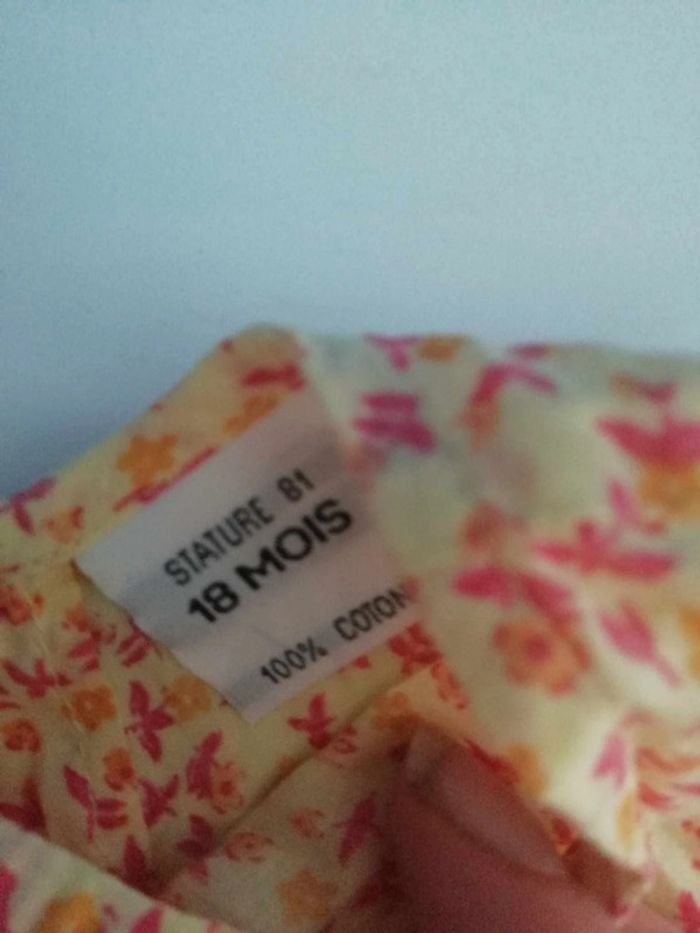 STATURE 81
18 MOIS
100% COTON